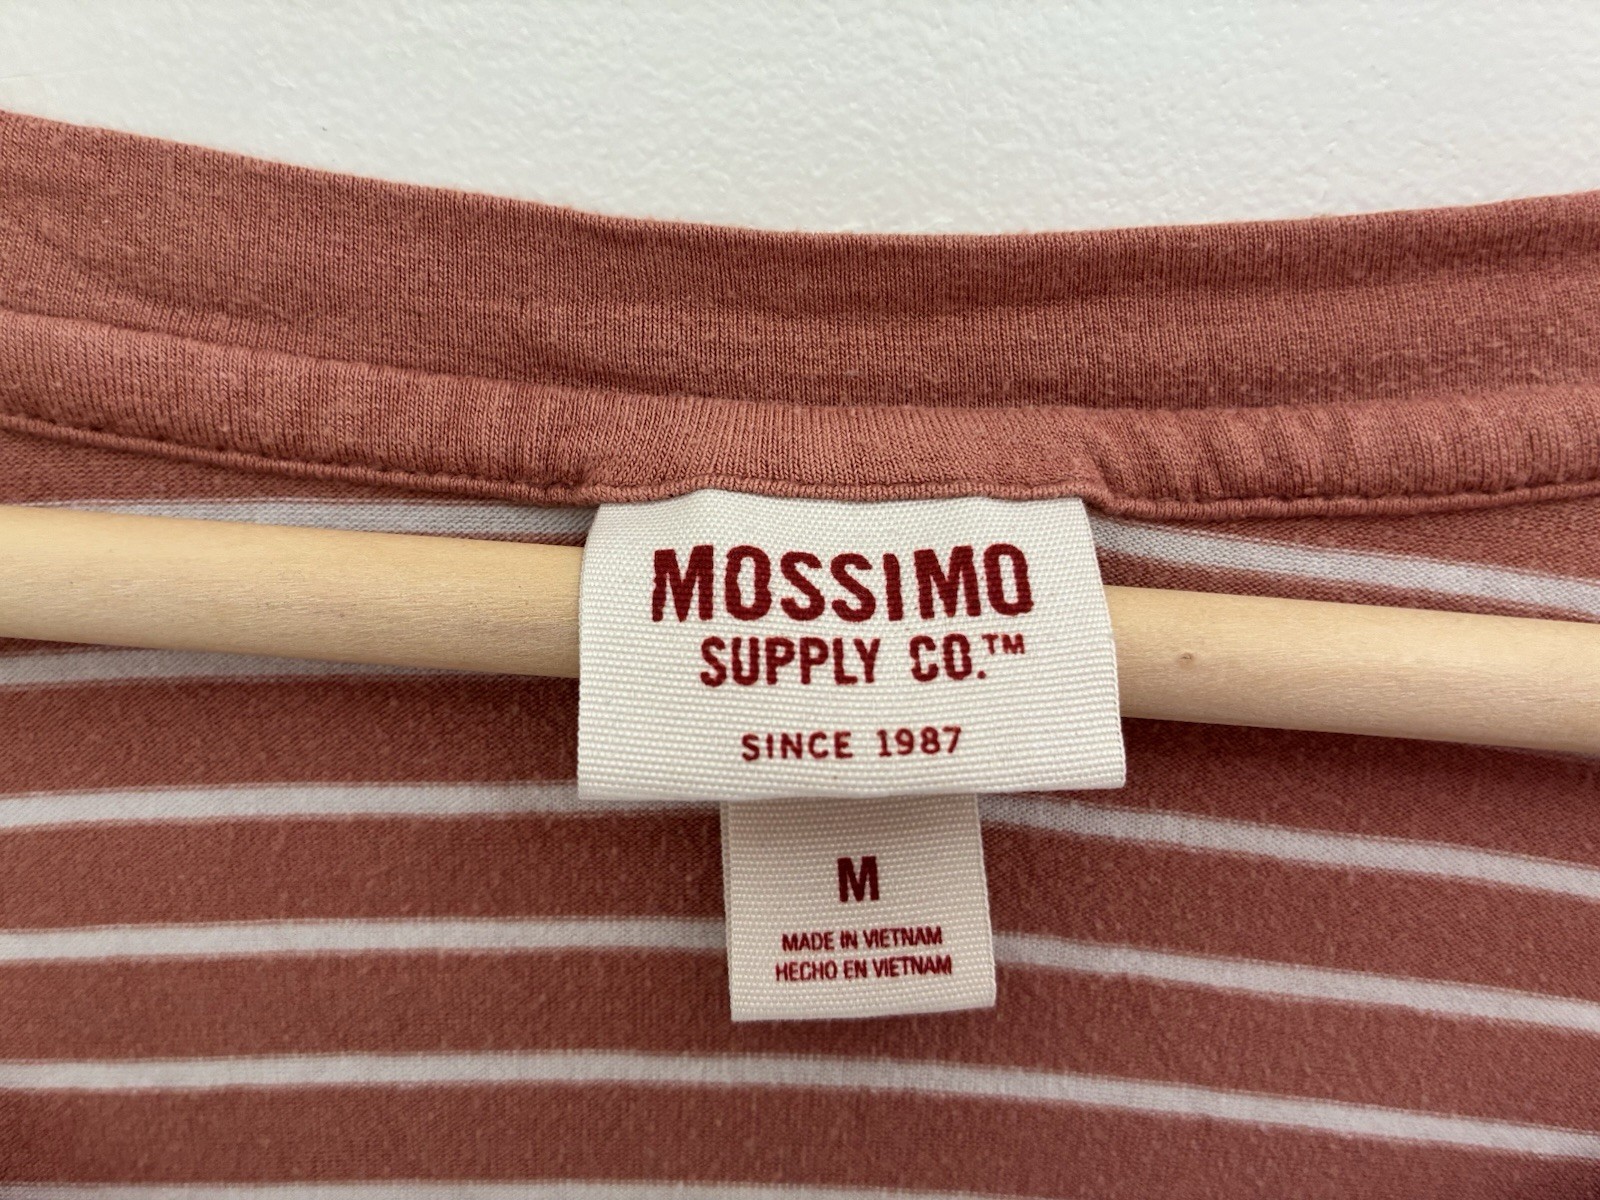 MOSSIMO
SUPPLY CO.™
SINCE 1987
M
MADE IN VIETNAM
HECHO EN VIETNAM